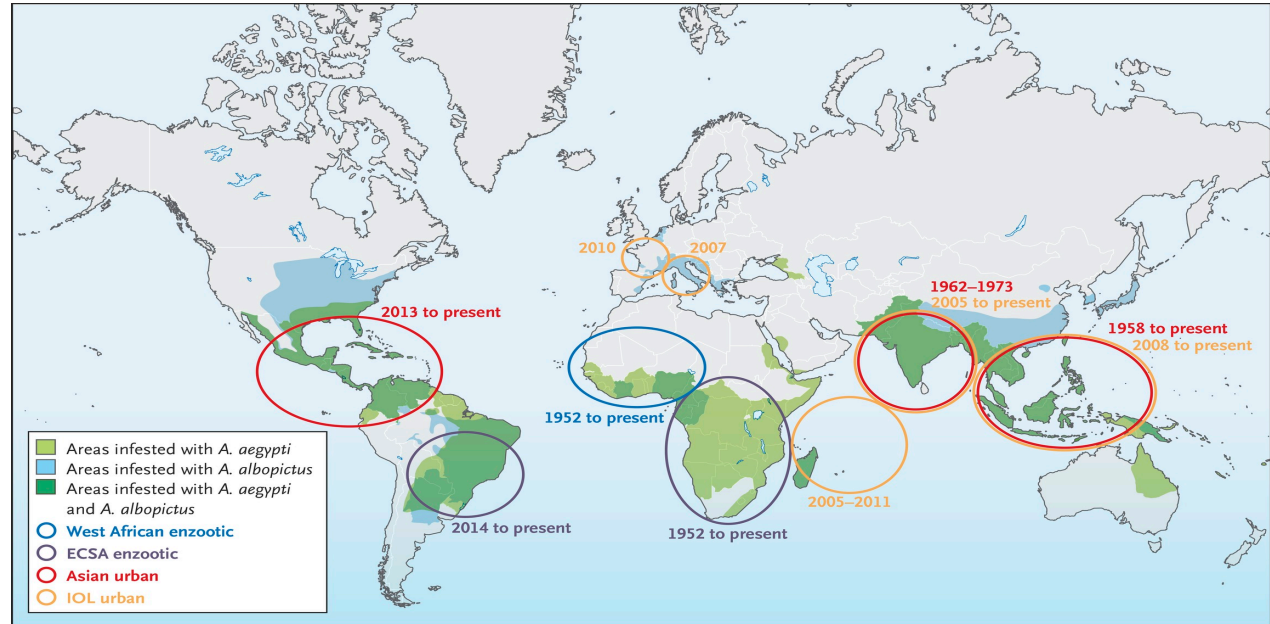 2010
2007
1962–1973
2005 to present
2013 to present
1958 to present
2008 to present
1952 to present
2005–2011
2014 to present
1952 to present
Areas infested with A. aegypti
Areas infested with A. albopictus
Areas infested with A. aegypti
and A. albopictus
West African enzootic
ECSA enzootic
Asian urban
IOL urban